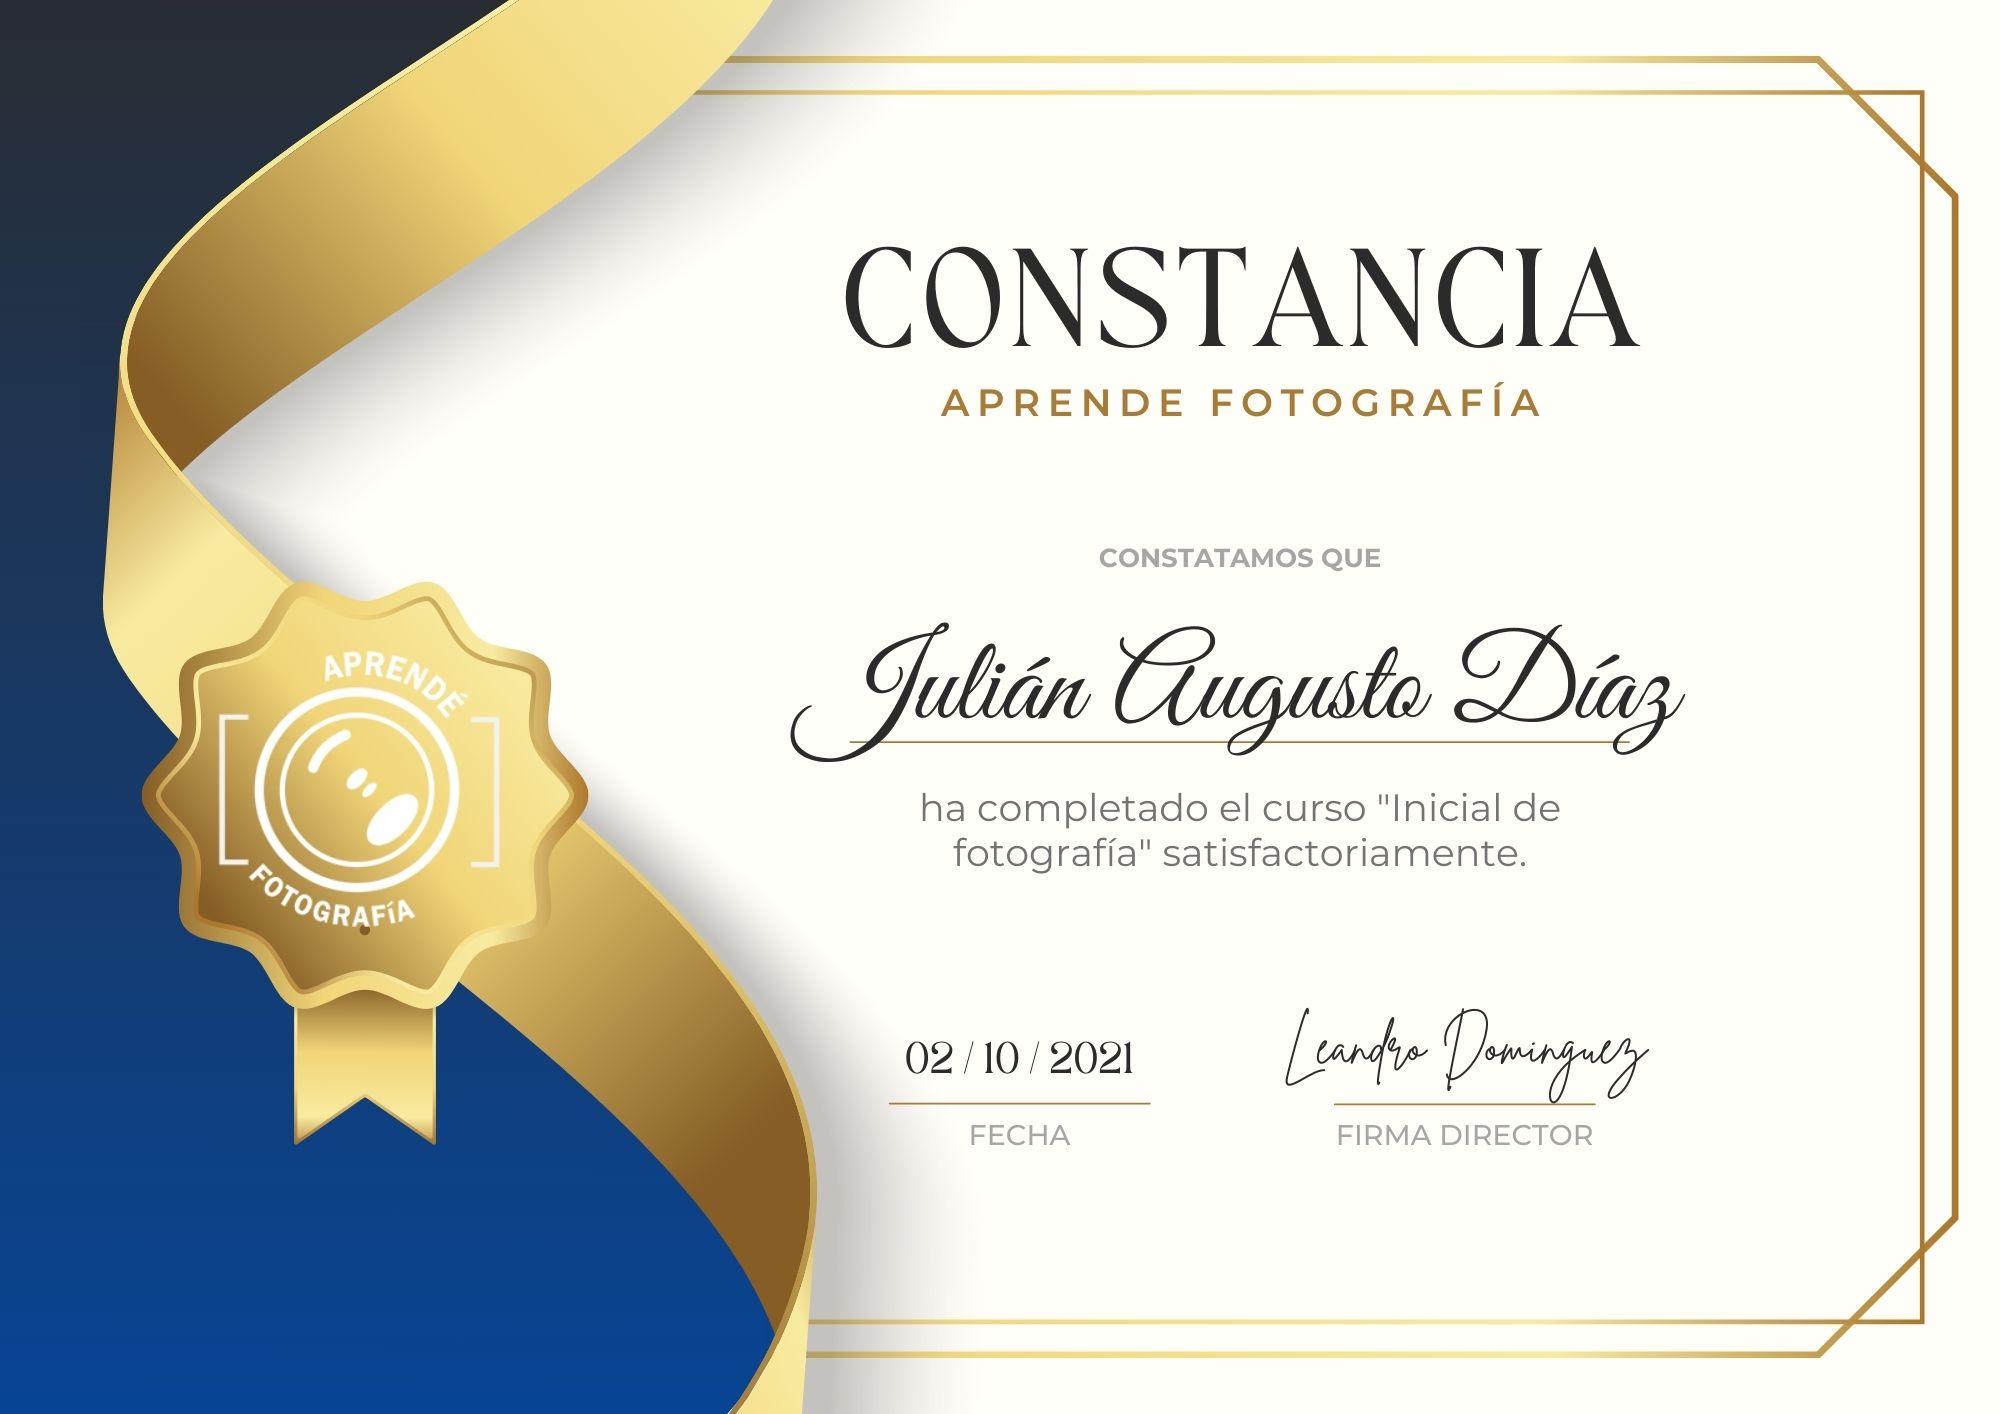 CONSTANCIA
APRENDE FOTOGRAFÍA
CONSTATAMOS QUE
Julián Augusto Díaz
ha completado el curso "Inicial de
fotografía" satisfactoriamente.
APRENDÉ
FOTOGRAFíA
02 / 10 / 2021
Leandro Dominguez
FECHA
FIRMA DIRECTOR